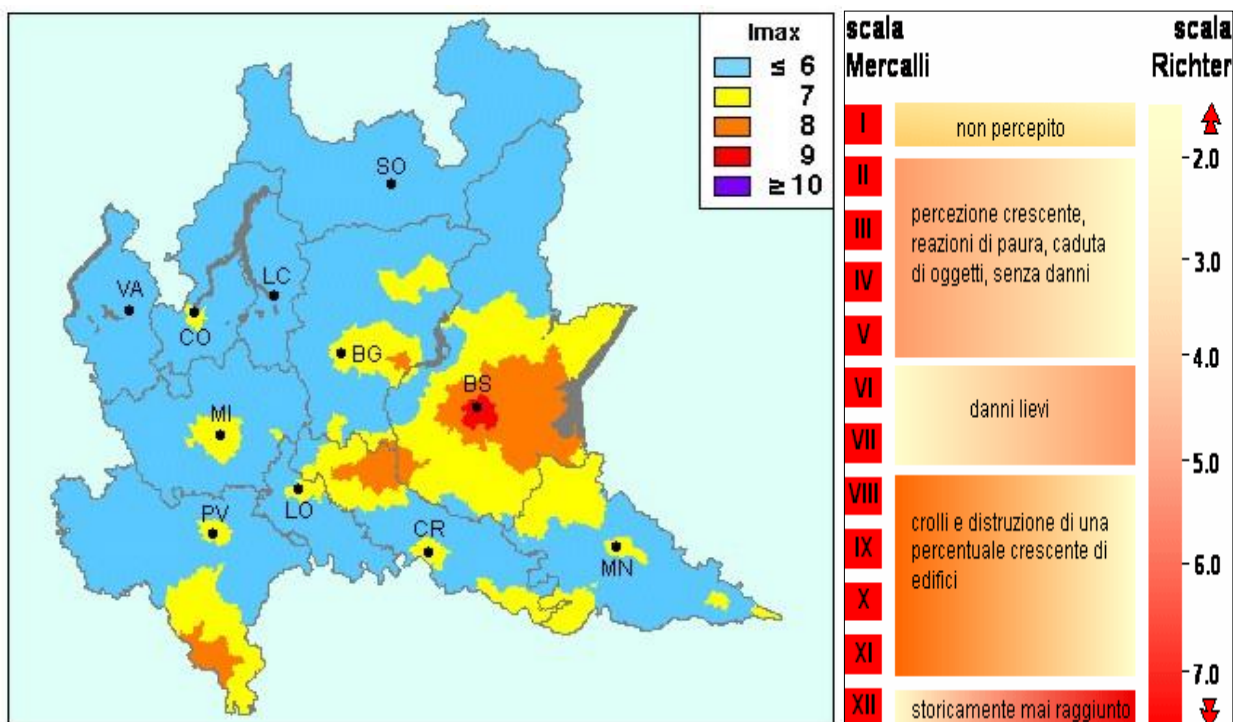 Imax
≤ 6
7
8
9
≥ 10
SO
VA
LC
CO
BG
BS
MI
LO
PV
CR
MN
scala
Mercalli
scala
Richter
I
II
III
IV
V
VI
VII
VIII
IX
X
XI
XII
non percepito
percezione crescente,
reazioni di paura, caduta
di oggetti, senza danni
danni lievi
crolli e distruzione di una
percentuale crescente di
edifici
storicamente mai raggiunto
2.0
3.0
4.0
5.0
6.0
7.0